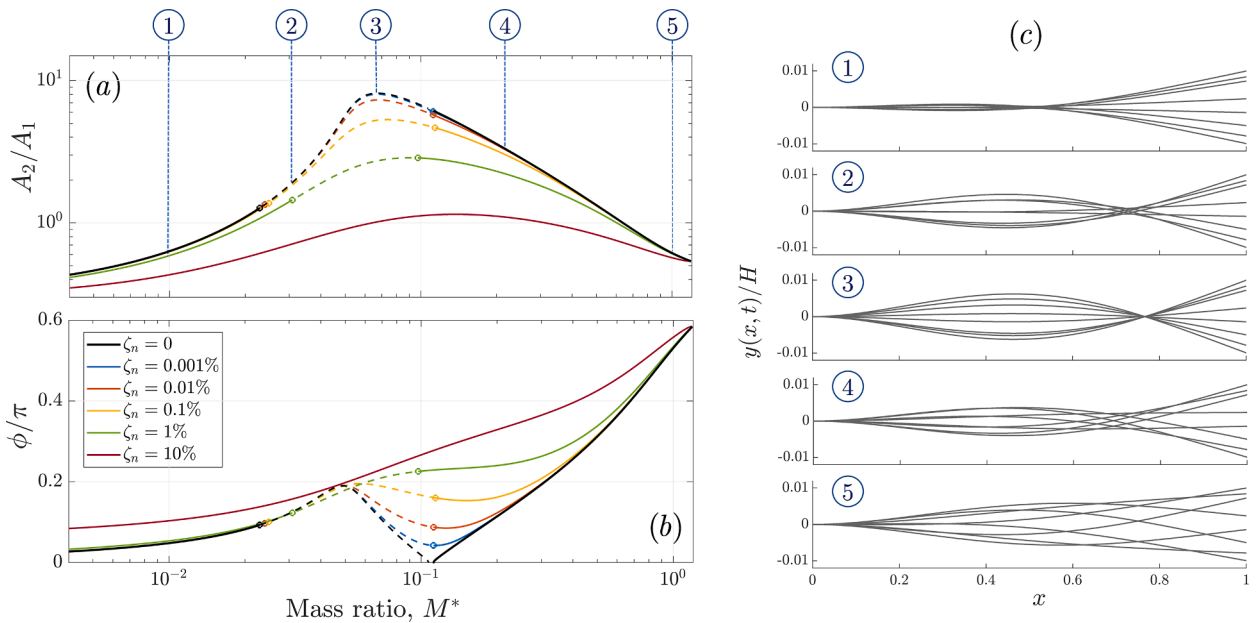 1 2 3 4 5
(a)
10^1
10^0
A_2/A_1
0.6
0.4
0.2
0
ϕ/π
ζ_n = 0
ζ_n = 0.001%
ζ_n = 0.01%
ζ_n = 0.1%
ζ_n = 1%
ζ_n = 10%
(b)
10^-2 10^-1 10^0
Mass ratio, M*
(c)
y(x, t)/H
1
0.01
0
-0.01
2
0.01
0
-0.01
3
0.01
0
-0.01
4
0.01
0
-0.01
5
0.01
0
-0.01
0 0.2 0.4 0.6 0.8 1
x